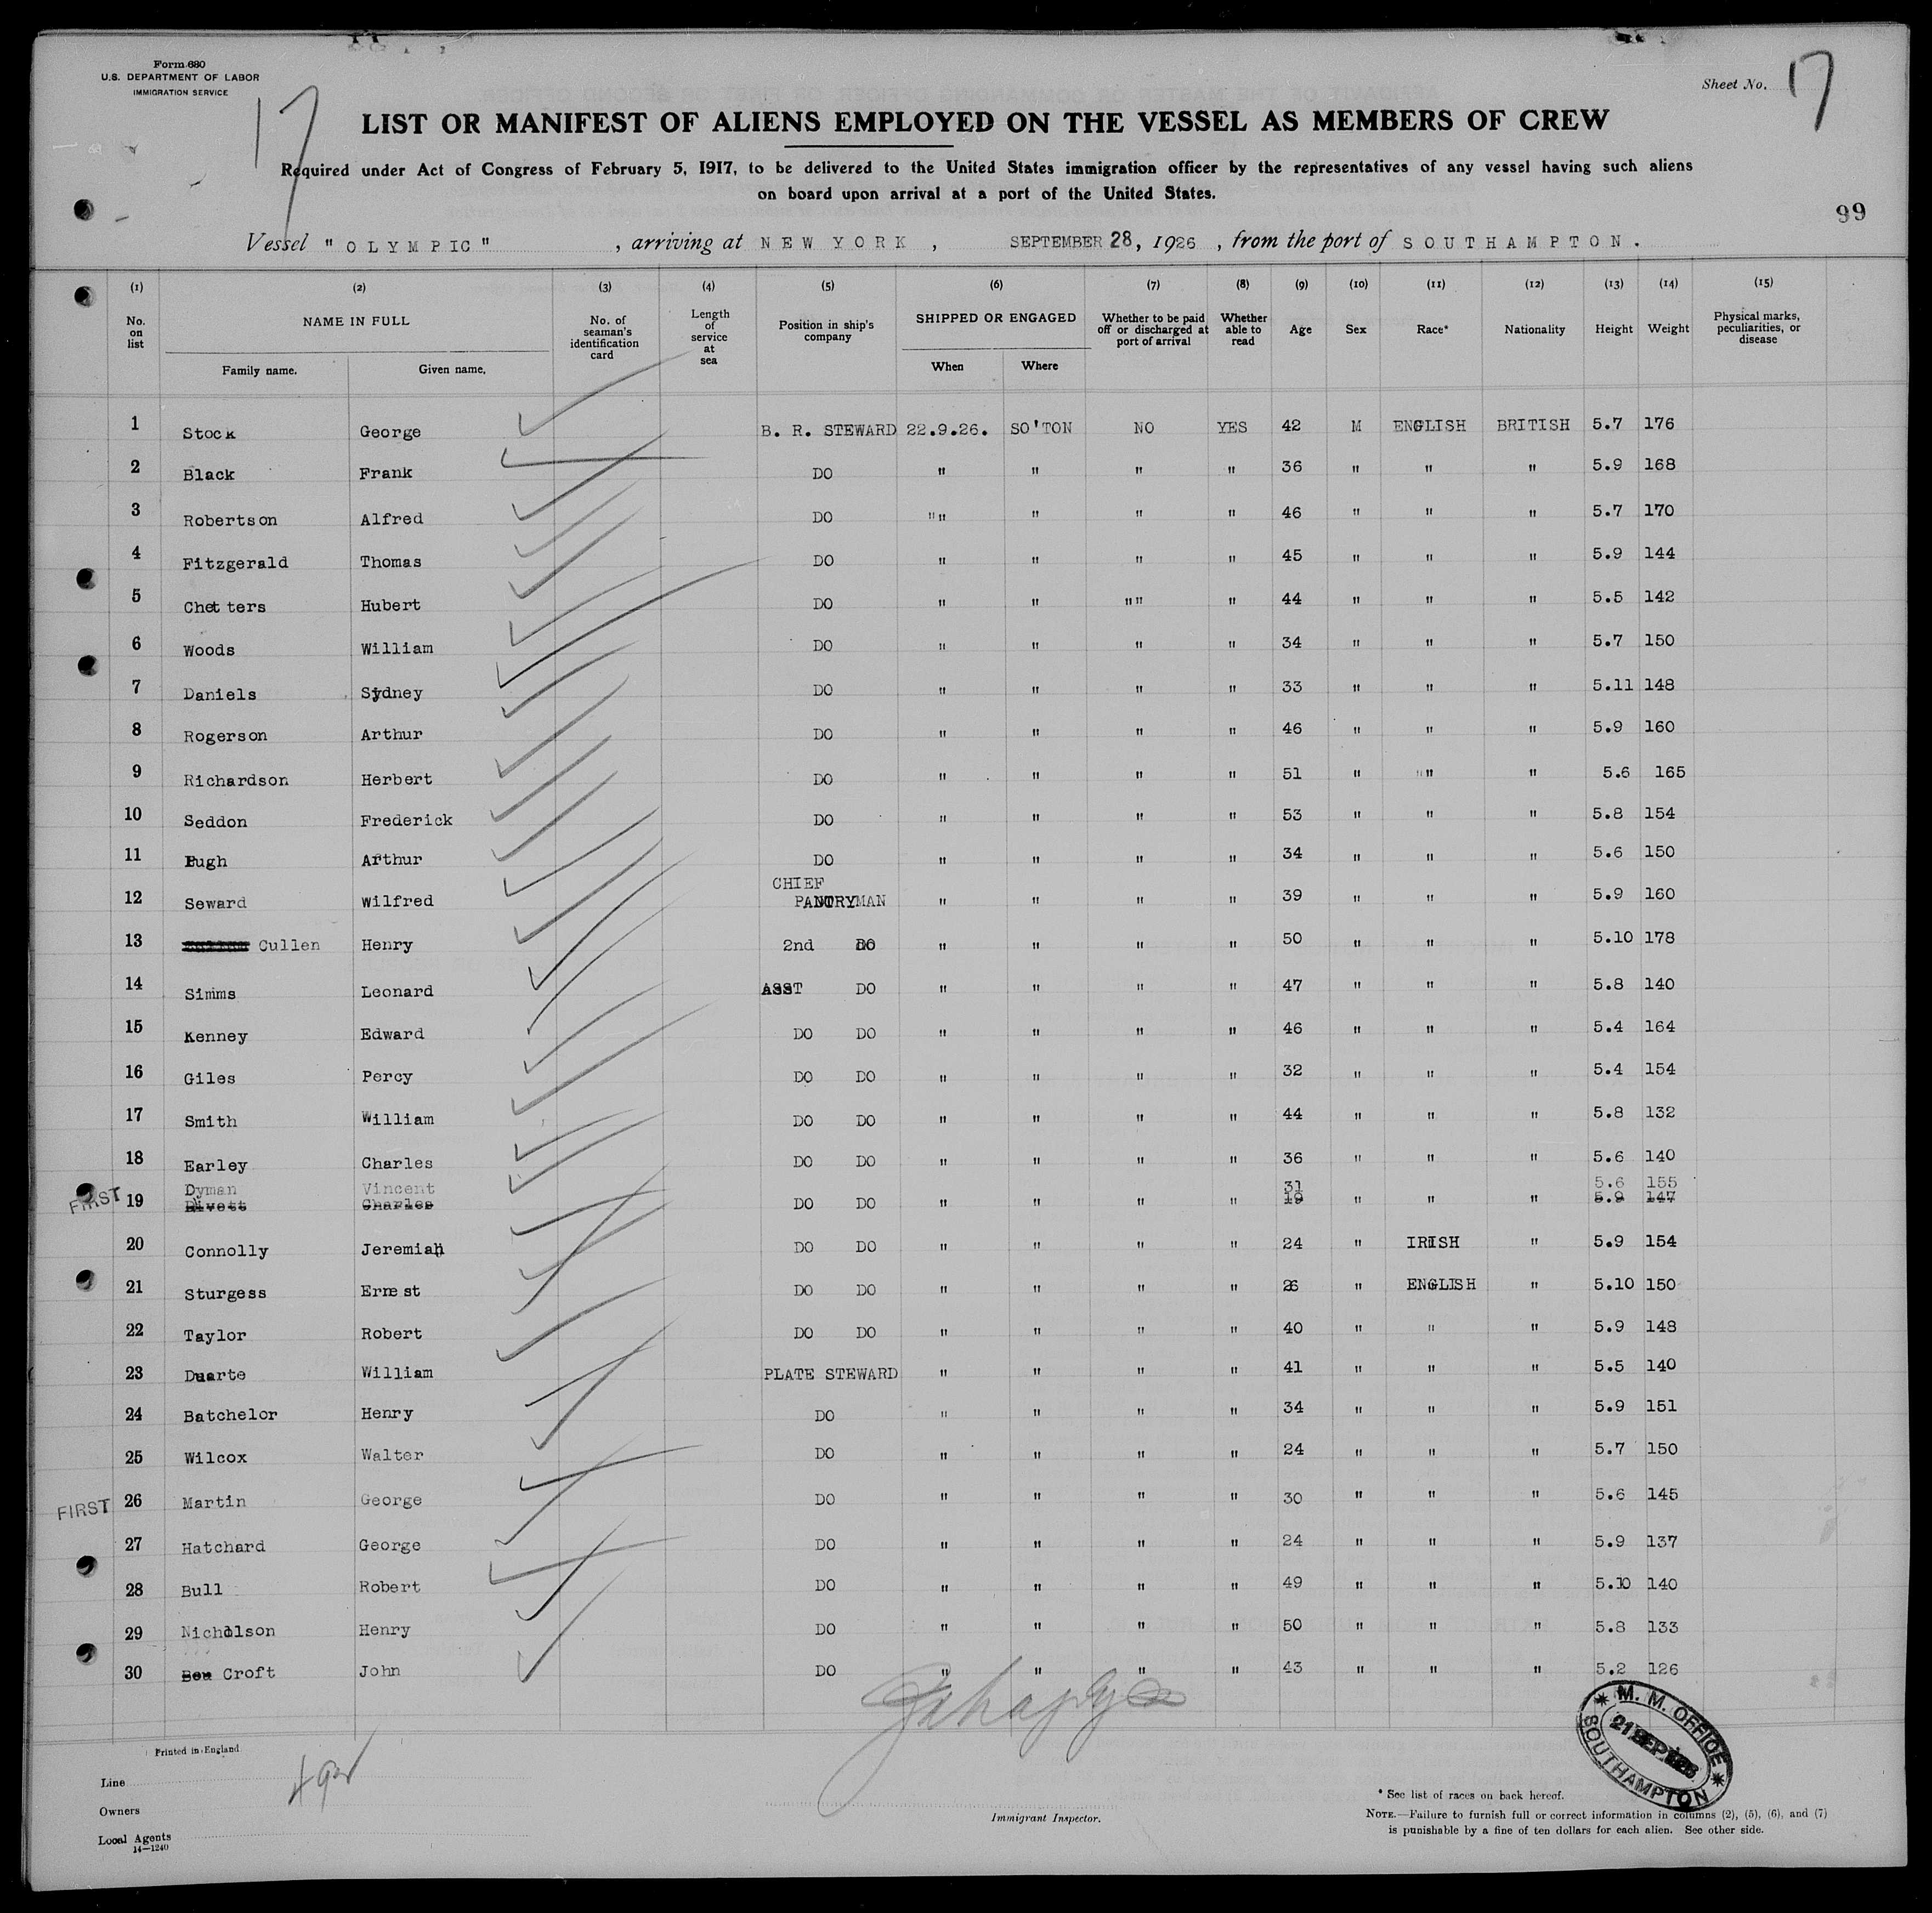 Form 680
U.S. DEPARTMENT OF LABOR
IMMIGRATION SERVICE
17
Sheet No. 17
LIST OR MANIFEST OF ALIENS EMPLOYED ON THE VESSEL AS MEMBERS OF CREW
Required under Act of Congress of February 5, 1917, to be delivered to the United States immigration officer by the representatives of any vessel having such aliens
on board upon arrival at a port of the United States.
99
Vessel "OLYMPIC", arriving at NEW YORK, SEPTEMBER 28, 1926, from the port of SOUTHAMPTON.
(1) (2) (3) (4) (5) (6) (7) (8) (9) (10) (11) (12) (13) (14) (15)
No. on list NAME IN FULL No. of seaman's identification card Length of service at sea Position in ship's company SHIPPED OR ENGAGED Whether to be paid off or discharged at port of arrival Whether able to read Age Sex Race* Nationality Height Weight Physical marks, peculiarities, or disease
Family name. Given name. When Where
1 Stock George B. R. STEWARD 22.9.26. SO'TON NO YES 42 M ENGLISH BRITISH 5.7 176
2 Black Frank DO " " " " 36 " " " 5.9 168
3 Robertson Alfred DO "" " " " 46 " " " 5.7 170
4 Fitzgerald Thomas DO " " " " 45 " " " 5.9 144
5 Chetters Hubert DO " " "" " 44 " " " 5.5 142
6 Woods William DO " " " " 34 " " " 5.7 150
7 Daniels Sydney DO " " " " 33 " " " 5.11 148
8 Rogerson Arthur DO " " " " 46 " " " 5.9 160
9 Richardson Herbert DO " " " " 51 " "" " 5.6 165
10 Seddon Frederick DO " " " " 53 " " " 5.8 154
11 Pugh Arthur DO " " " " 34 " " " 5.6 150
12 Seward Wilfred CHIEF PANTRYMAN " " " " 39 " " " 5.9 160
13 Cullen Henry 2nd DO " " " " 50 " " " 5.10 178
14 Simms Leonard ASST DO " " " " 47 " " " 5.8 140
15 Kenney Edward DO DO " " " " 46 " " " 5.4 164
16 Giles Percy DO DO " " " " 32 " " " 5.4 154
17 Smith William DO DO " " " " 44 " " " 5.8 132
18 Earley Charles DO DO " " " " 36 " " " 5.6 140
Dyman Vincent 31 5.6 155
FIRST 19 Rivett Charles DO DO " " " " 19 " " " 5.9 147
20 Connolly Jeremiah DO DO " " " " 24 " IRISH " 5.9 154
21 Sturgess Ernest DO DO " " " " 26 " ENGLISH " 5.10 150
22 Taylor Robert DO DO " " " " 40 " " " 5.9 148
23 Duarte William PLATE STEWARD " " " " 41 " " " 5.5 140
24 Batchelor Henry DO " " " " 34 " " " 5.9 151
25 Wilcox Walter DO " " " " 24 " " " 5.7 150
FIRST 26 Martin George DO " " " " 30 " " " 5.6 145
27 Hatchard George DO " " " " 24 " " " 5.9 137
28 Bull Robert DO " " " " 49 " " " 5.10 140
29 Nicholson Henry DO " " " " 50 " " " 5.8 133
30 Croft John DO " " " " 43 " " " 5.2 126
M. M. OFFICE
21 SEP 1926
SOUTHAMPTON
Printed in England
Line
Owners
Local Agents
14—1240
Immigrant Inspector.
* See list of races on back hereof.
NOTE.—Failure to furnish full or correct information in columns (2), (5), (6), and (7)
is punishable by a fine of ten dollars for each alien. See other side.